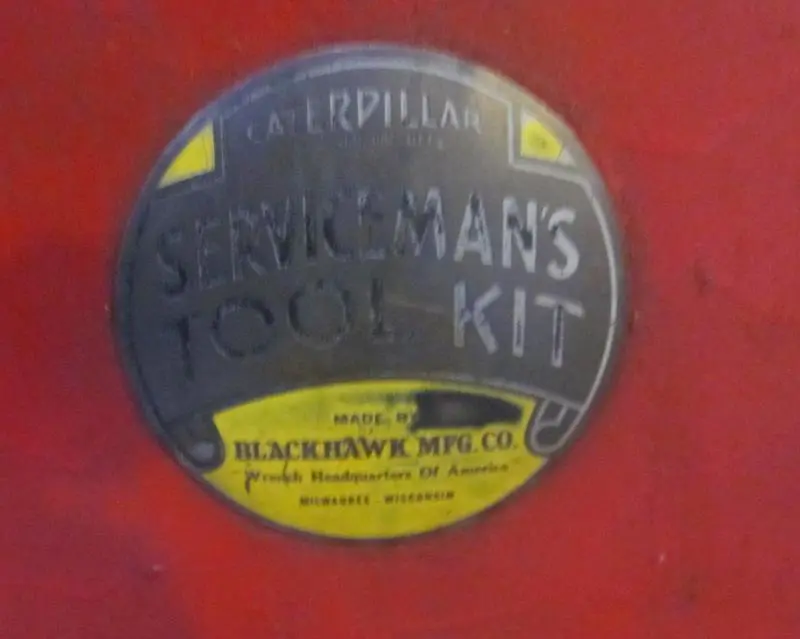 CATERPILLAR
SERVICEMAN'S
TOOL KIT
MADE BY
BLACKHAWK MFG. CO.
Wrench Headquarters Of America
MILWAUKEE - WISCONSIN